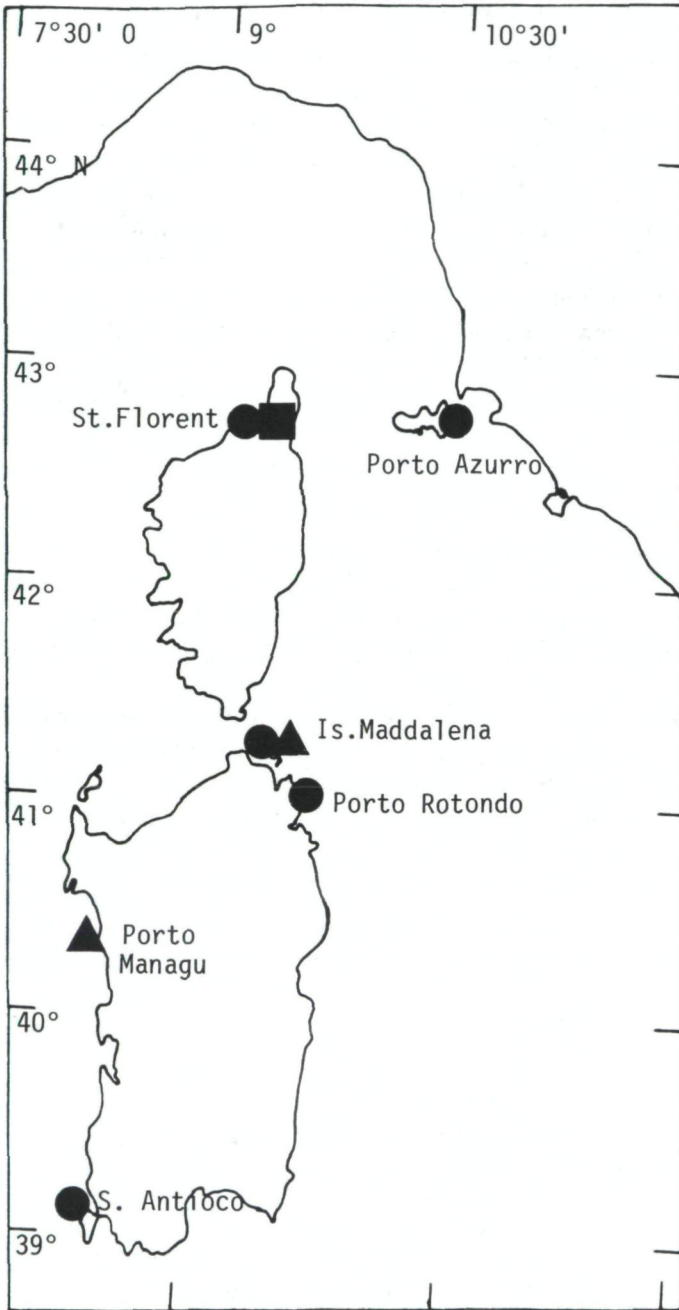 7°30' 0
9°
10°30'
44° N
43°
St.Florent
Porto Azurro
42°
Is.Maddalena
41°
Porto Rotondo
Porto
Managu
40°
S. Antioco
39°